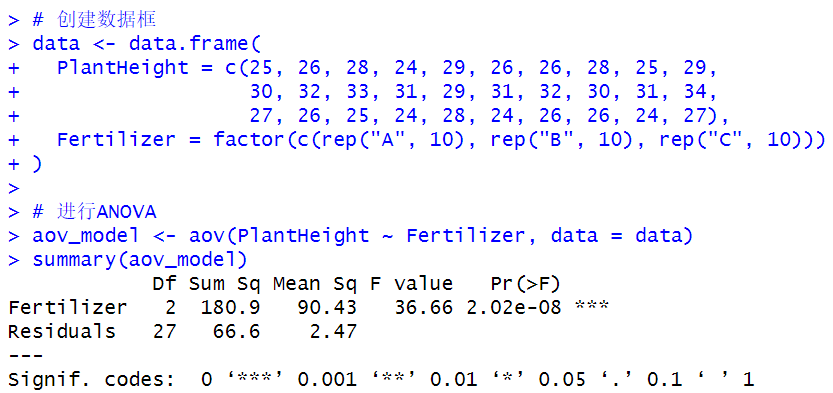 > # 创建数据框
> data <- data.frame(
+   PlantHeight = c(25, 26, 28, 24, 29, 26, 26, 28, 25, 29,
+                   30, 32, 33, 31, 29, 31, 32, 30, 31, 34,
+                   27, 26, 25, 24, 28, 24, 26, 26, 24, 27),
+   Fertilizer = factor(c(rep("A", 10), rep("B", 10), rep("C", 10)))
+ )
>
> # 进行ANOVA
> aov_model <- aov(PlantHeight ~ Fertilizer, data = data)
> summary(aov_model)
            Df Sum Sq Mean Sq F value   Pr(>F)
Fertilizer   2  180.9   90.43   36.66 2.02e-08 ***
Residuals   27   66.6    2.47
---
Signif. codes:  0 ‘***’ 0.001 ‘**’ 0.01 ‘*’ 0.05 ‘.’ 0.1 ‘ ’ 1